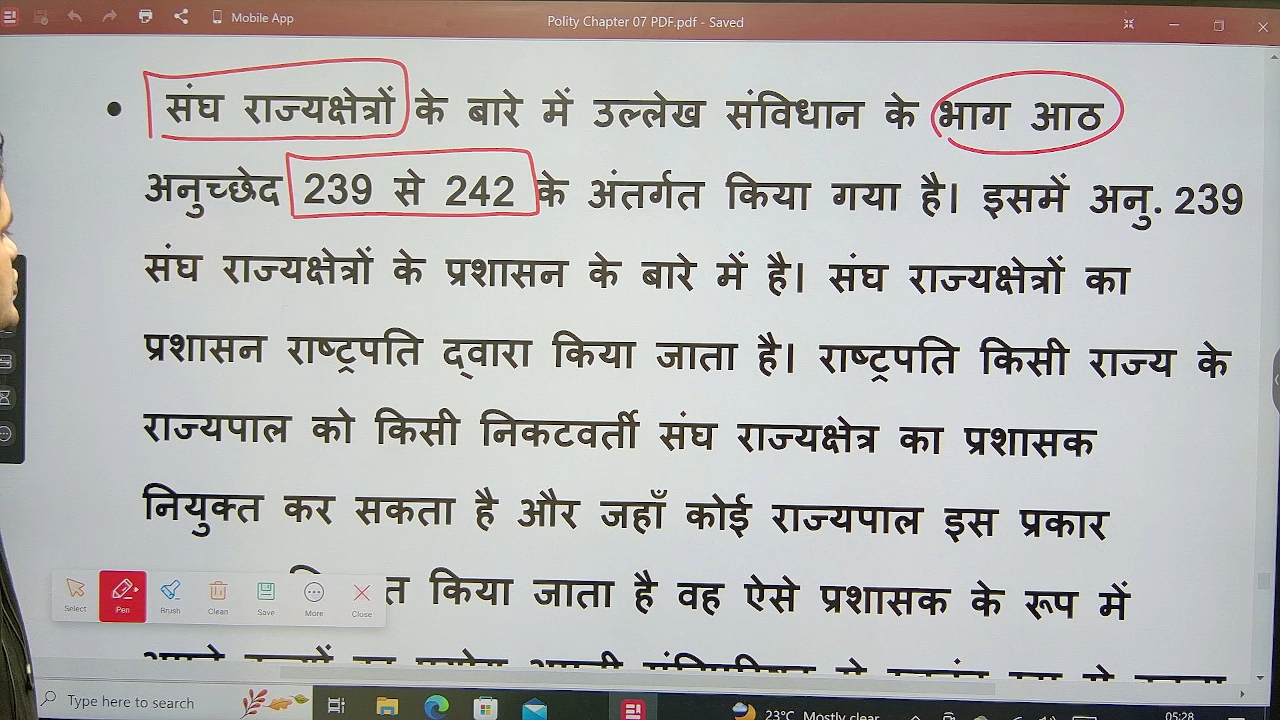 Mobile App
Polity Chapter 07 PDF.pdf - Saved
• संघ राज्यक्षेत्रों के बारे में उल्लेख संविधान के भाग आठ
अनुच्छेद 239 से 242 के अंतर्गत किया गया है। इसमें अनु. 239
संघ राज्यक्षेत्रों के प्रशासन के बारे में है। संघ राज्यक्षेत्रों का
प्रशासन राष्ट्रपति द्वारा किया जाता है। राष्ट्रपति किसी राज्य के
राज्यपाल को किसी निकटवर्ती संघ राज्यक्षेत्र का प्रशासक
नियुक्त कर सकता है और जहाँ कोई राज्यपाल इस प्रकार
किया जाता है वह ऐसे प्रशासक के रूप में
Select Pen Brush Clean Save More Close
Type here to search
23°C Mostly clear
05:28